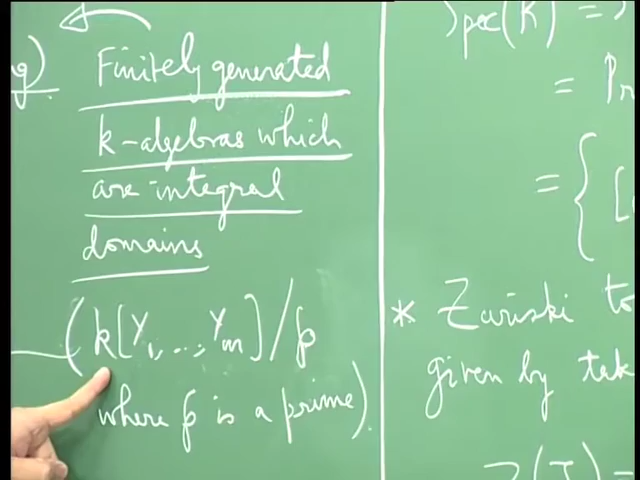 g)
Finitely generated
k-algebras which
are integral
domains
(k[Y₁, ..., Yₘ]/𝔭
where 𝔭 is a prime).
Spec(k) =
= Pr
= { [
* Zariski to
given by tak
Z(I) =